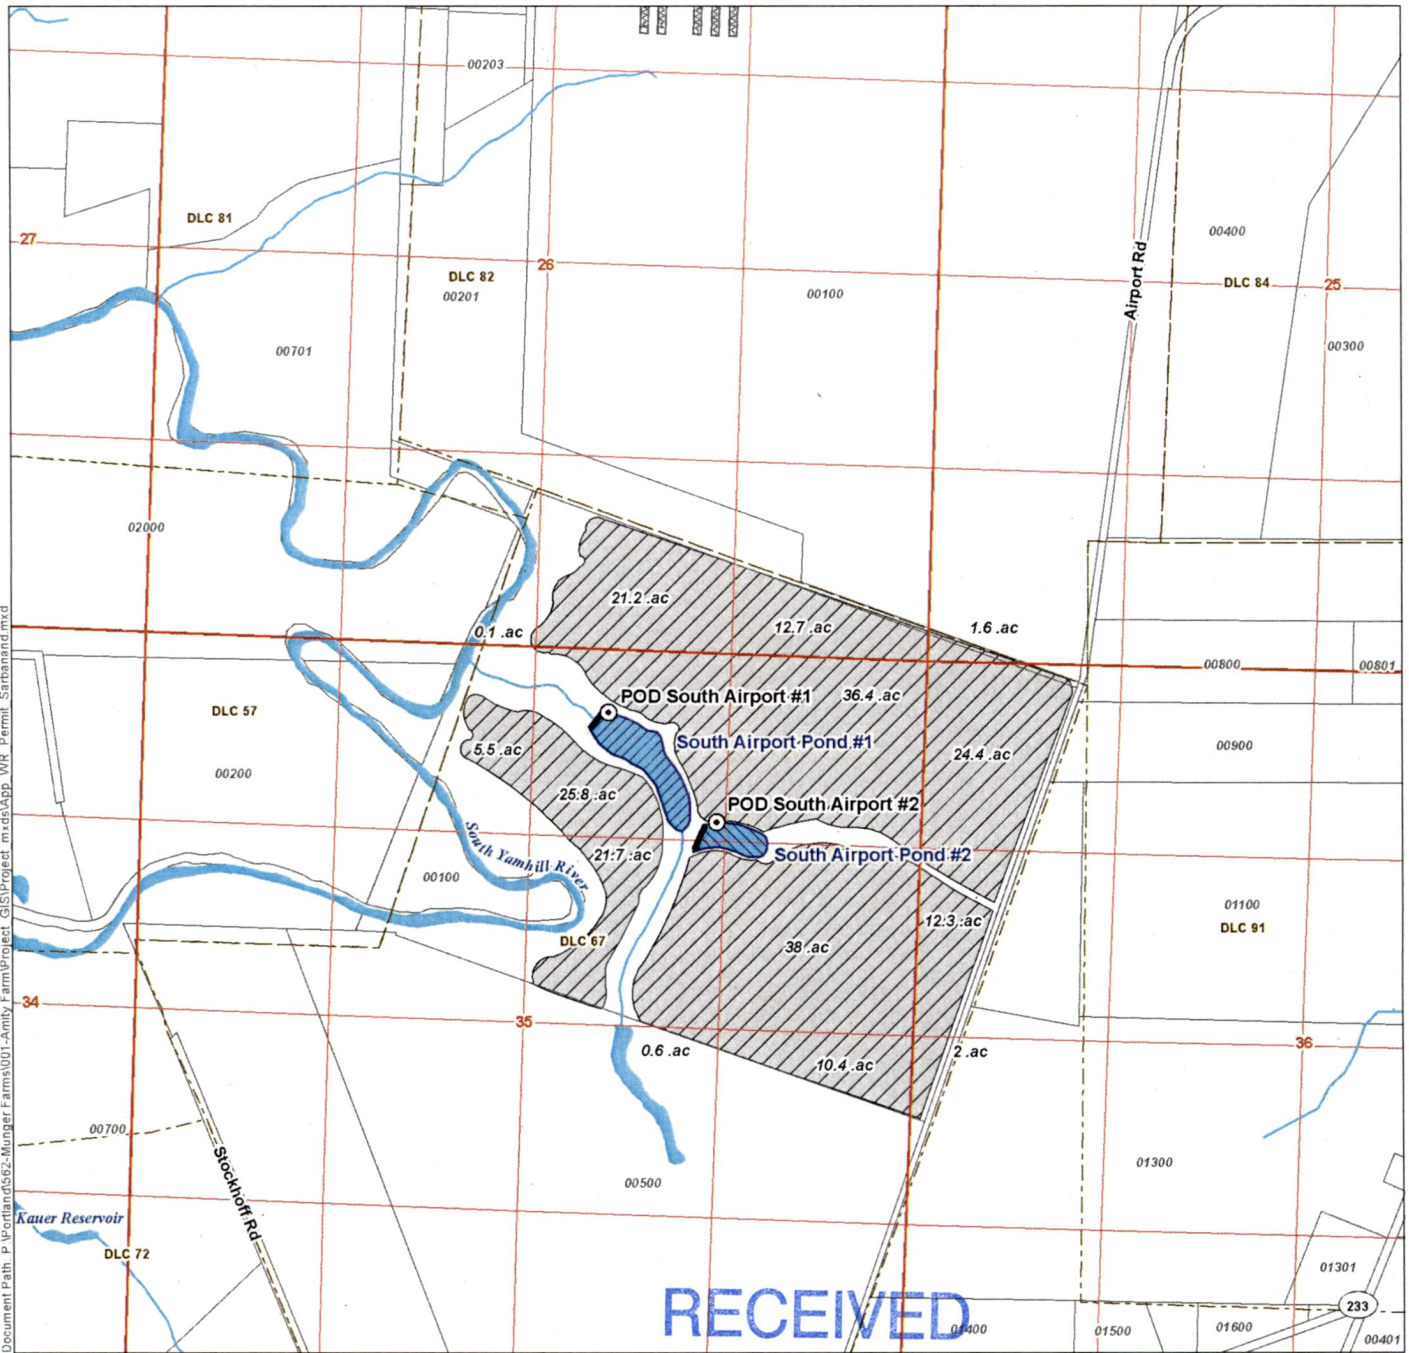 00203
DLC 81
27
26
DLC 82
00201
00100
00400
DLC 84
25
Airport Rd
00701
00300
02000
21.2 .ac
12.7 .ac
1.6 .ac
0.1 .ac
00800
00801
POD South Airport #1
36.4 .ac
DLC 57
South Airport Pond #1
5.5 .ac
24.4 .ac
00900
00200
25.8 .ac
POD South Airport #2
South Yamhill River
21.7 .ac
South Airport Pond #2
00100
01100
12.3 .ac
DLC 91
DLC 67
38 .ac
34
35
36
0.6 .ac
2 .ac
10.4 .ac
00700
Stockhoff Rd
01300
00500
Kauer Reservoir
DLC 72
01301
RECEIVED
233
01400
01500
01600
00401
Document Path: P:\Portland\562-Munger Farms\001-Amity Farm\Project_GIS\Project_mxds\App_WR_Permit_Sarbanand.mxd